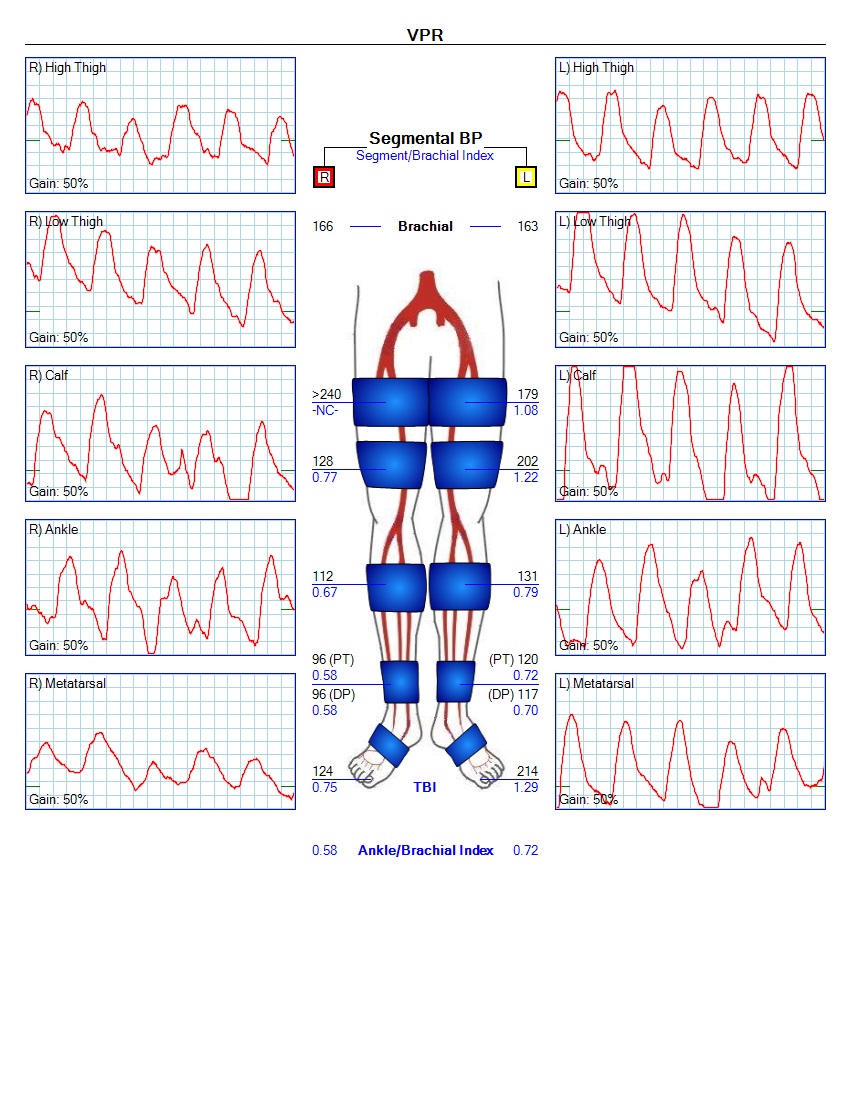 VPR
R) High Thigh
Gain: 50%
L) High Thigh
Gain: 50%
Segmental BP
Segment/Brachial Index
R
L
R) Low Thigh
Gain: 50%
166 Brachial 163
L) Low Thigh
Gain: 50%
R) Calf
Gain: 50%
>240
-NC-
179
1.08
128
0.77
202
1.22
L) Calf
Gain: 50%
R) Ankle
Gain: 50%
112
0.67
131
0.79
L) Ankle
Gain: 50%
96 (PT)
0.58
96 (DP)
0.58
(PT) 120
0.72
(DP) 117
0.70
R) Metatarsal
Gain: 50%
124
0.75
TBI
214
1.29
L) Metatarsal
Gain: 50%
0.58 Ankle/Brachial Index 0.72